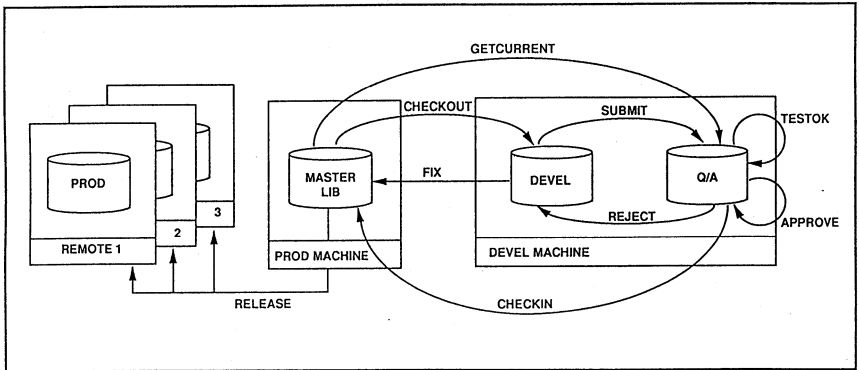 GETCURRENT
CHECKOUT
SUBMIT
TESTOK
PROD
MASTER
LIB
FIX
DEVEL
Q/A
REJECT
APPROVE
3
2
REMOTE 1
PROD MACHINE
DEVEL MACHINE
RELEASE
CHECKIN